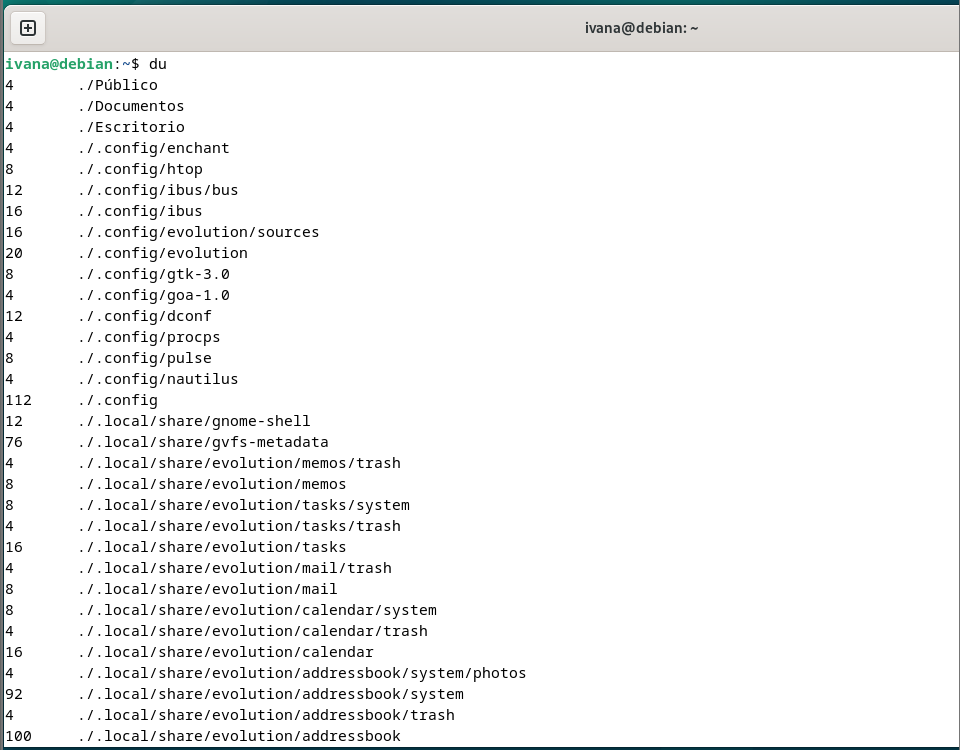 ivana@debian: ~
ivana@debian:~$ du
4 ./Público
4 ./Documentos
4 ./Escritorio
4 ./.config/enchant
8 ./.config/htop
12 ./.config/ibus/bus
16 ./.config/ibus
16 ./.config/evolution/sources
20 ./.config/evolution
8 ./.config/gtk-3.0
4 ./.config/goa-1.0
12 ./.config/dconf
4 ./.config/procps
8 ./.config/pulse
4 ./.config/nautilus
112 ./.config
12 ./.local/share/gnome-shell
76 ./.local/share/gvfs-metadata
4 ./.local/share/evolution/memos/trash
8 ./.local/share/evolution/memos
8 ./.local/share/evolution/tasks/system
4 ./.local/share/evolution/tasks/trash
16 ./.local/share/evolution/tasks
4 ./.local/share/evolution/mail/trash
8 ./.local/share/evolution/mail
8 ./.local/share/evolution/calendar/system
4 ./.local/share/evolution/calendar/trash
16 ./.local/share/evolution/calendar
4 ./.local/share/evolution/addressbook/system/photos
92 ./.local/share/evolution/addressbook/system
4 ./.local/share/evolution/addressbook/trash
100 ./.local/share/evolution/addressbook